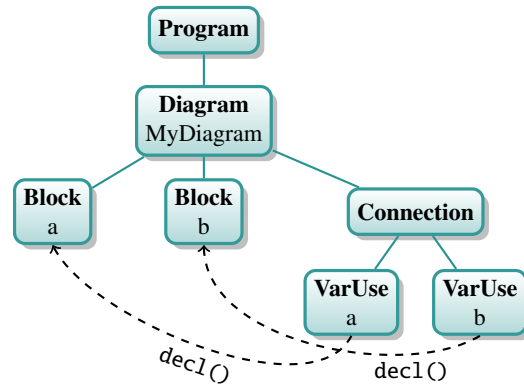 Program
Diagram
MyDiagram
Block
a
Block
b
Connection
VarUse
a
VarUse
b
decl()
decl()